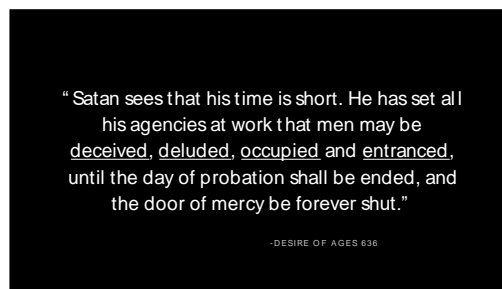 “Satan sees that his time is short. He has set all
his agencies at work that men may be
deceived, deluded, occupied and entranced,
until the day of probation shall be ended, and
the door of mercy be forever shut.”
-DESIRE OF AGES 636